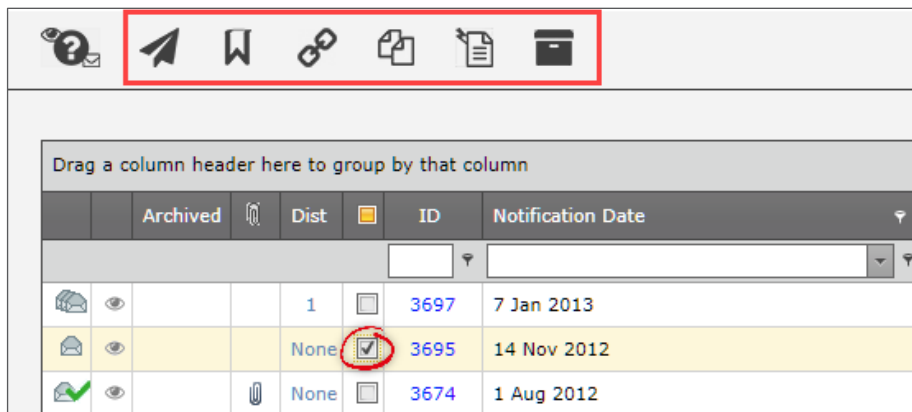 Drag a column header here to group by that column
Archived Dist ID Notification Date
1 3697 7 Jan 2013
None 3695 14 Nov 2012
None 3674 1 Aug 2012